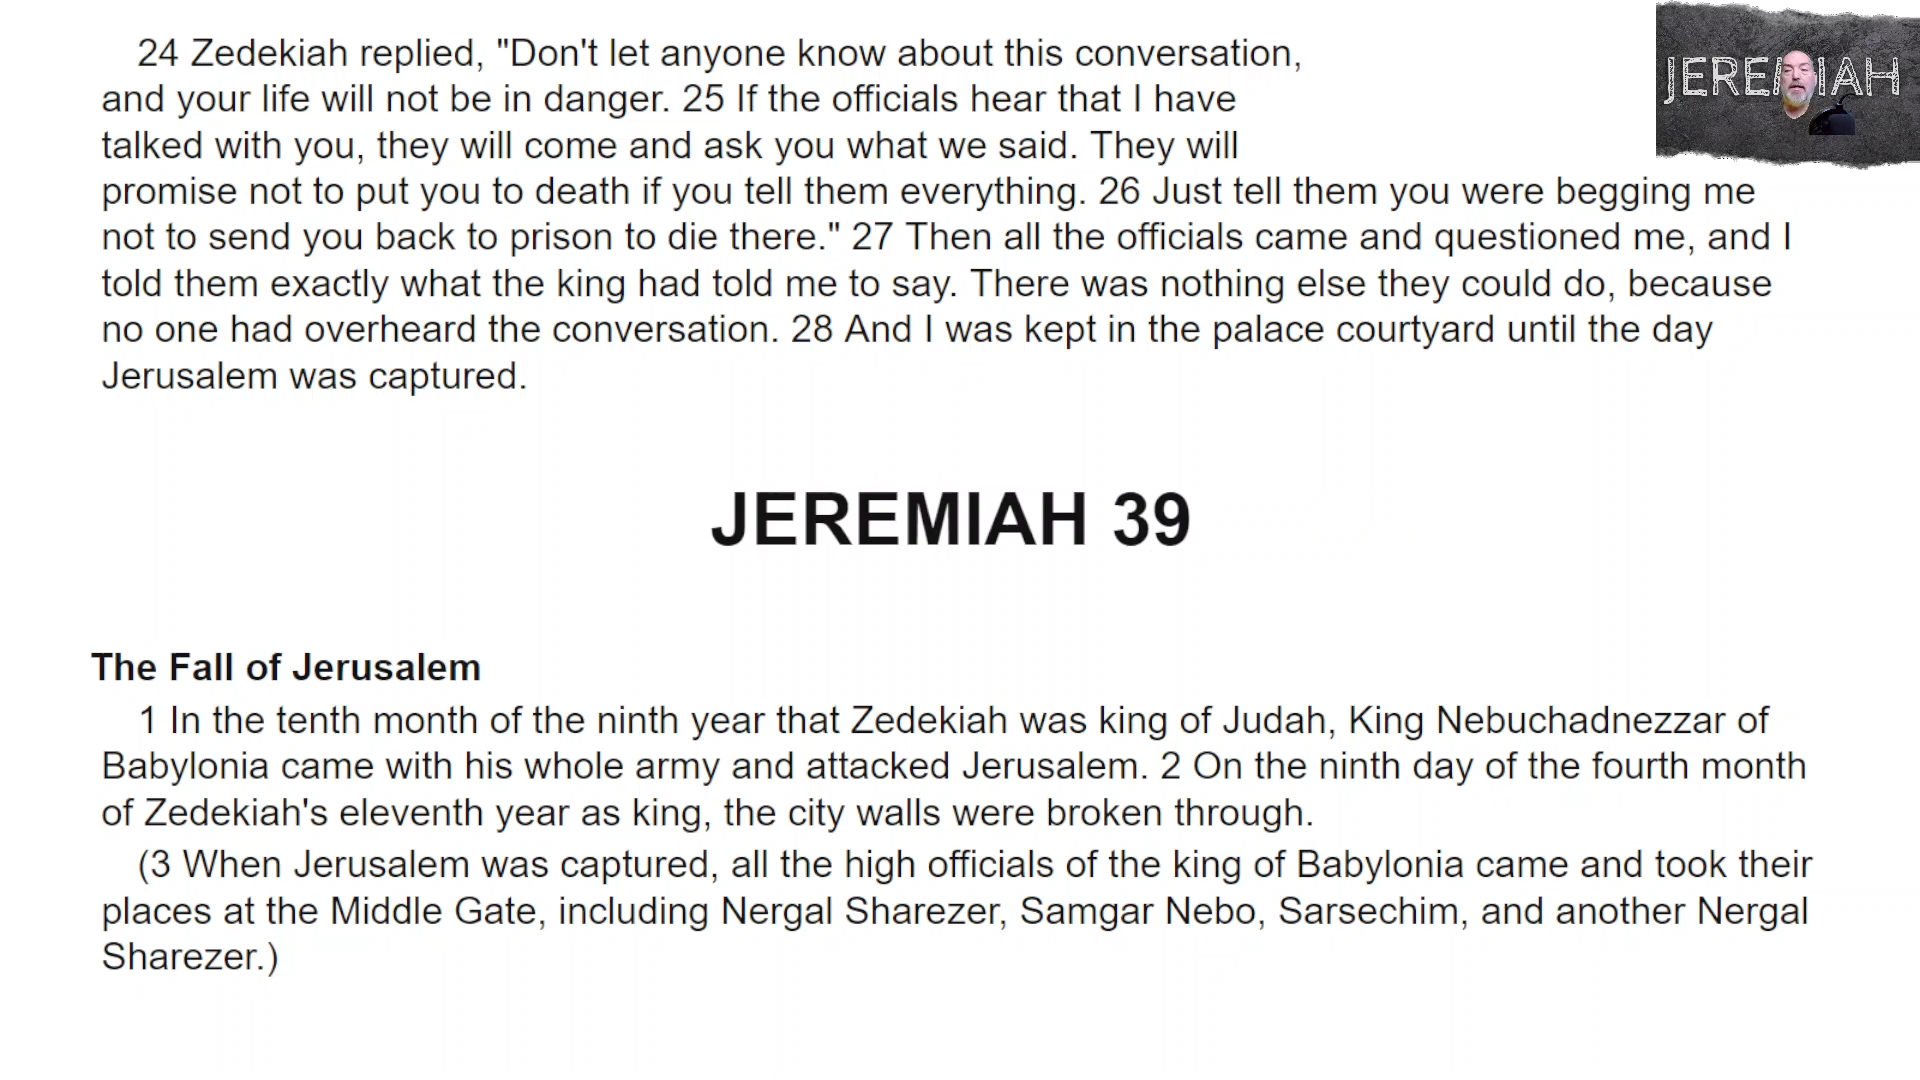 24 Zedekiah replied, "Don't let anyone know about this conversation,
and your life will not be in danger. 25 If the officials hear that I have
talked with you, they will come and ask you what we said. They will
promise not to put you to death if you tell them everything. 26 Just tell them you were begging me
not to send you back to prison to die there." 27 Then all the officials came and questioned me, and I
told them exactly what the king had told me to say. There was nothing else they could do, because
no one had overheard the conversation. 28 And I was kept in the palace courtyard until the day
Jerusalem was captured.
JEREMIAH
JEREMIAH 39
The Fall of Jerusalem
1 In the tenth month of the ninth year that Zedekiah was king of Judah, King Nebuchadnezzar of
Babylonia came with his whole army and attacked Jerusalem. 2 On the ninth day of the fourth month
of Zedekiah's eleventh year as king, the city walls were broken through.
(3 When Jerusalem was captured, all the high officials of the king of Babylonia came and took their
places at the Middle Gate, including Nergal Sharezer, Samgar Nebo, Sarsechim, and another Nergal
Sharezer.)